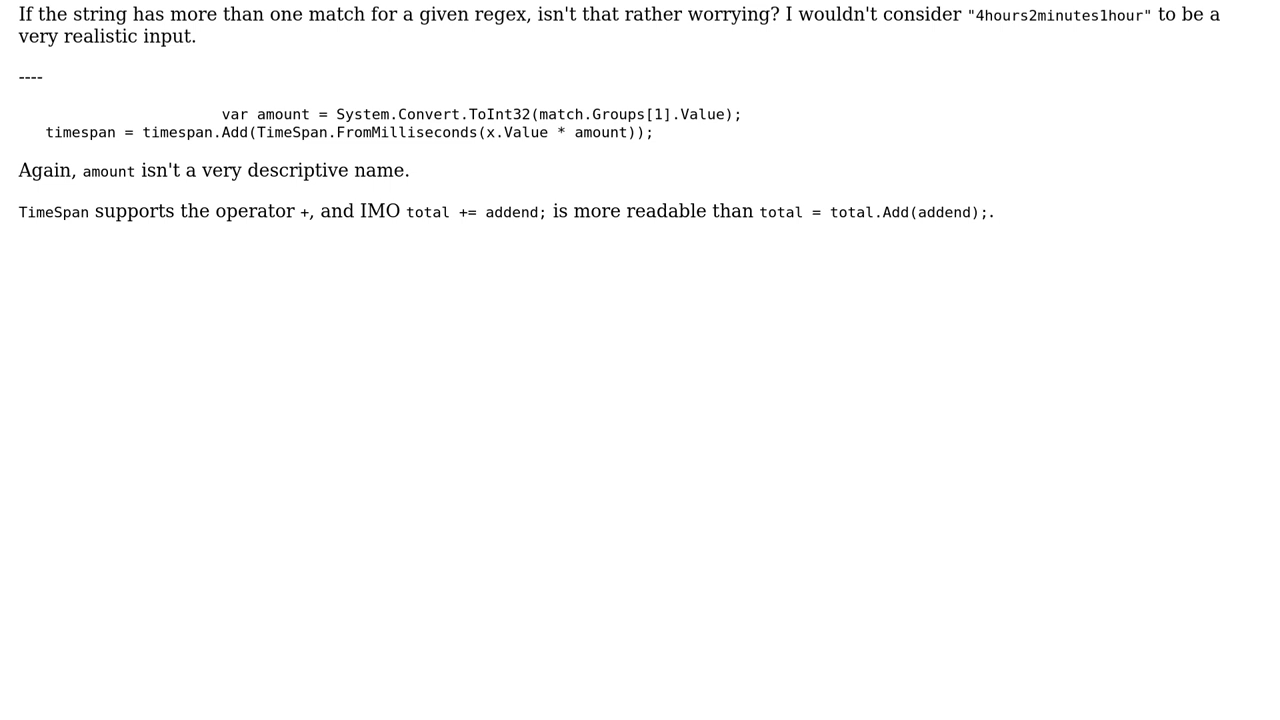 If the string has more than one match for a given regex, isn't that rather worrying? I wouldn't consider "4hours2minutes1hour" to be a
very realistic input.
----
var amount = System.Convert.ToInt32(match.Groups[1].Value);
timespan = timespan.Add(TimeSpan.FromMilliseconds(x.Value * amount));
Again, amount isn't a very descriptive name.
TimeSpan supports the operator +, and IMO total += addend; is more readable than total = total.Add(addend);.